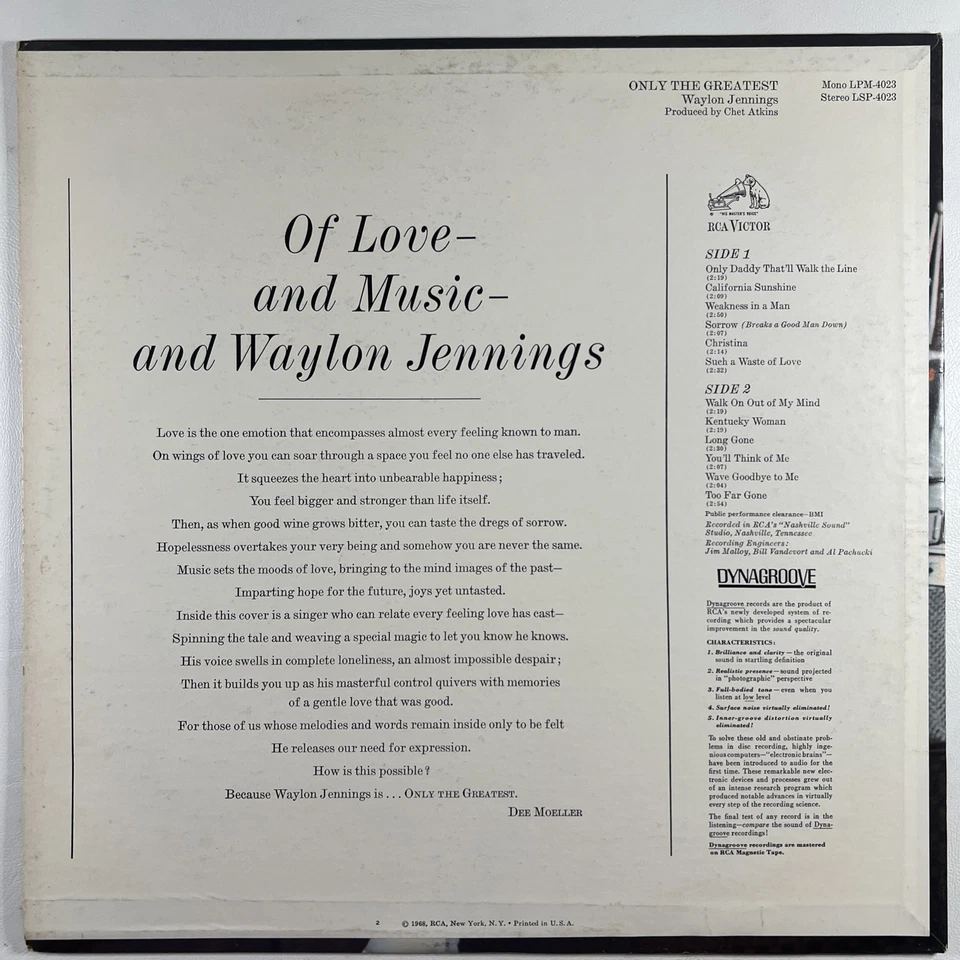 ONLY THE GREATEST
Waylon Jennings
Produced by Chet Atkins
Mono LPM-4023
Stereo LSP-4023
Of Love–
and Music–
and Waylon Jennings
Love is the one emotion that encompasses almost every feeling known to man.
On wings of love you can soar through a space you feel no one else has traveled.
It squeezes the heart into unbearable happiness;
You feel bigger and stronger than life itself.
Then, as when good wine grows bitter, you can taste the dregs of sorrow.
Hopelessness overtakes your very being and somehow you are never the same.
Music sets the moods of love, bringing to the mind images of the past—
Imparting hope for the future, joys yet untasted.
Inside this cover is a singer who can relate every feeling love has cast—
Spinning the tale and weaving a special magic to let you know he knows.
His voice swells in complete loneliness, an almost impossible despair;
Then it builds you up as his masterful control quivers with memories
of a gentle love that was good.
For those of us whose melodies and words remain inside only to be felt
He releases our need for expression.
How is this possible?
Because Waylon Jennings is ... ONLY THE GREATEST.
DEE MOELLER
"HIS MASTER'S VOICE"
RCA VICTOR
SIDE 1
Only Daddy That'll Walk the Line
(2:19)
California Sunshine
(2:09)
Weakness in a Man
(2:50)
Sorrow (Breaks a Good Man Down)
(2:07)
Christina
(2:14)
Such a Waste of Love
(2:32)
SIDE 2
Walk On Out of My Mind
(2:19)
Kentucky Woman
(2:19)
Long Gone
(2:30)
You'll Think of Me
(2:07)
Wave Goodbye to Me
(2:04)
Too Far Gone
(2:54)
Public performance clearance—BMI
Recorded in RCA's "Nashville Sound"
Studio, Nashville, Tennessee
Recording Engineers:
Jim Malloy, Bill Vandevort and Al Pachucki
DYNAGROOVE
Dynagroove records are the product of
RCA's newly developed system of re-
cording which provides a spectacular
improvement in the sound quality.
CHARACTERISTICS:
1. Brilliance and clarity—the original
sound in startling definition
2. Realistic presence—sound projected
in "photographic" perspective
3. Full-bodied tone—even when you
listen at low level
4. Surface noise virtually eliminated!
5. Inner-groove distortion virtually
eliminated!
To solve these old and obstinate prob-
lems in disc recording, highly inge-
nious computers—"electronic brains"—
have been introduced to audio for the
first time. These remarkable new elec-
tronic devices and processes grew out
of an intense research program which
produced notable advances in virtually
every step of the recording science.
The final test of any record is in the
listening—compare the sound of Dyna-
groove recordings!
Dynagroove recordings are mastered
on RCA Magnetic Tape.
2 © 1968, RCA, New York, N. Y. • Printed in U. S. A.